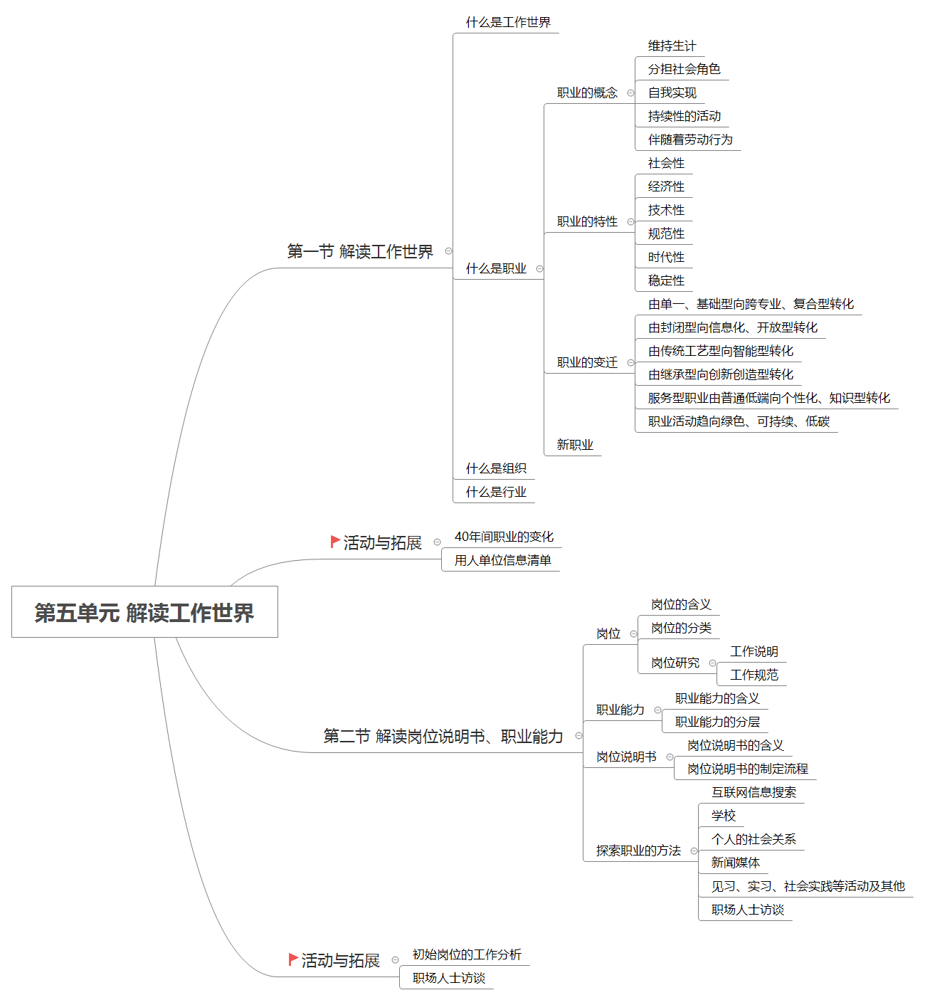 第五单元 解读工作世界
第一节 解读工作世界
什么是工作世界
什么是职业
职业的概念
维持生计
分担社会角色
自我实现
持续性的活动
伴随着劳动行为
职业的特性
社会性
经济性
技术性
规范性
时代性
稳定性
职业的变迁
由单一、基础型向跨专业、复合型转化
由封闭型向信息化、开放型转化
由传统工艺型向智能型转化
由继承型向创新创造型转化
服务型职业由普通低端向个性化、知识型转化
职业活动趋向绿色、可持续、低碳
新职业
什么是组织
什么是行业
活动与拓展
40年间职业的变化
用人单位信息清单
第二节 解读岗位说明书、职业能力
岗位
岗位的含义
岗位的分类
岗位研究
工作说明
工作规范
职业能力
职业能力的含义
职业能力的分层
岗位说明书
岗位说明书的含义
岗位说明书的制定流程
探索职业的方法
互联网信息搜索
学校
个人的社会关系
新闻媒体
见习、实习、社会实践等活动及其他
职场人士访谈
活动与拓展
初始岗位的工作分析
职场人士访谈